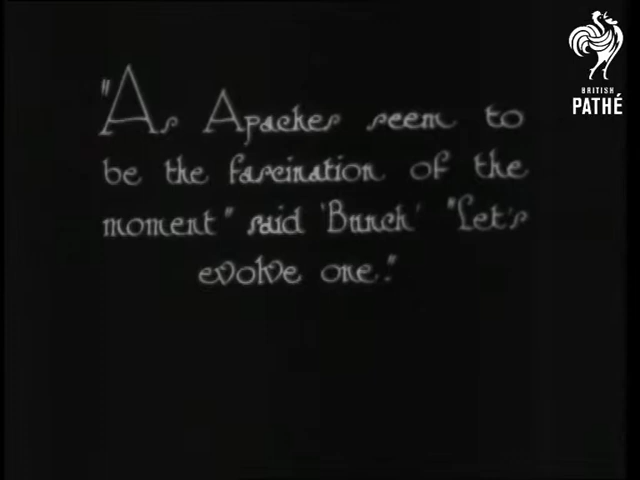 BRITISH
PATHÉ
"As Apaches seem to
be the fascination of the
moment" said 'Bunch' "Let's
evolve one."